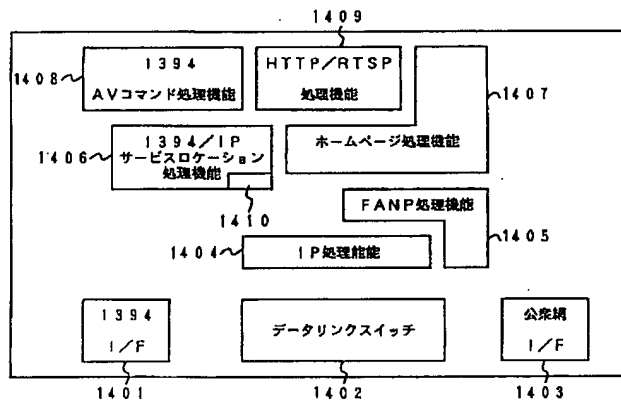 1409
1394
AVコマンド処理機能
HTTP/RTSP
処理機能
1408
1407
1394/IP
サービスロケーション
処理機能
ホームページ処理機能
1406
1410
FANP処理機能
1404
IP処理能能
1405
1394
I/F
データリンクスイッチ
公衆網
I/F
1401
1402
1403